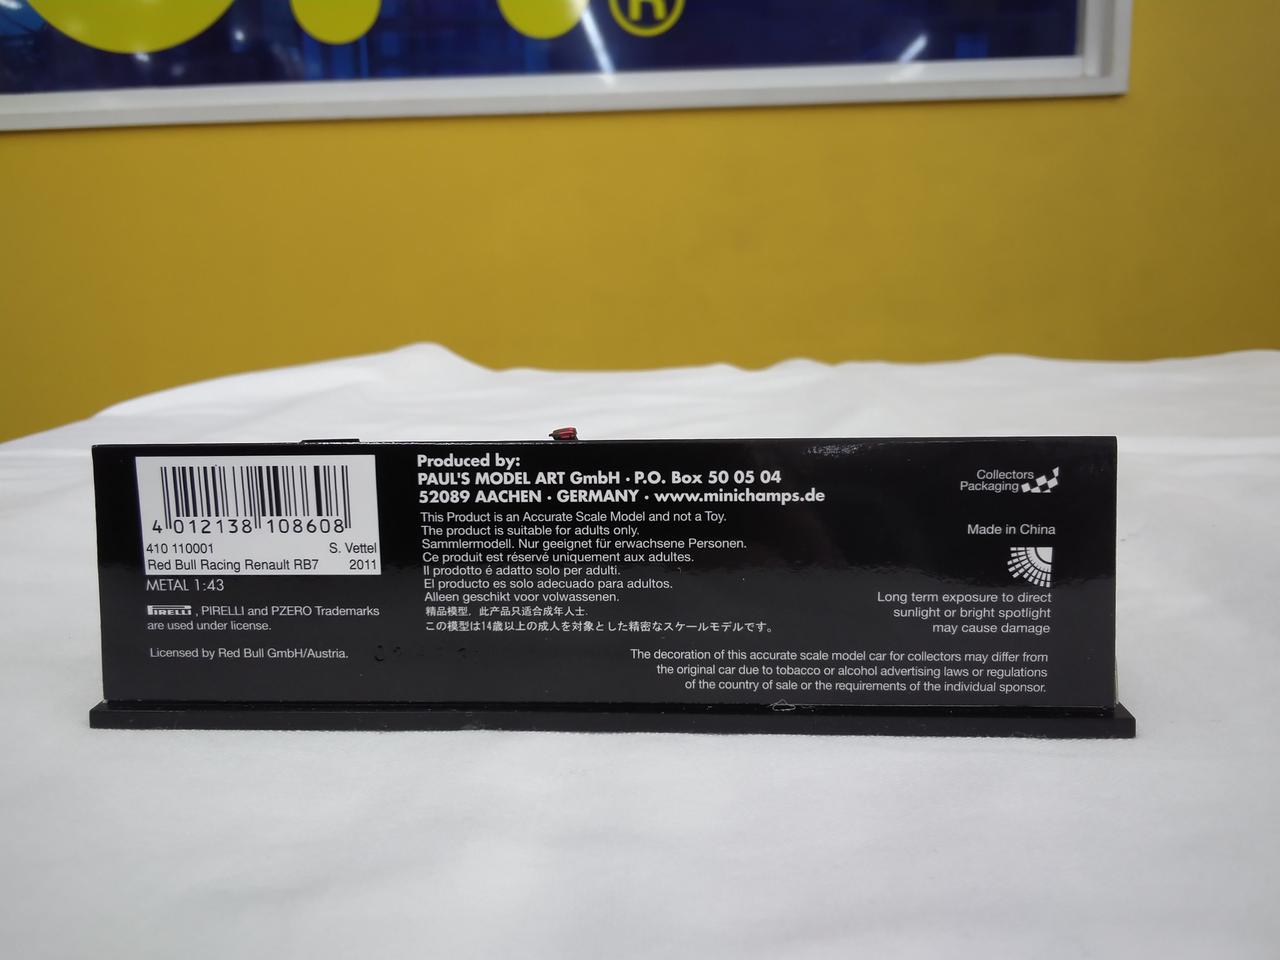 ®
4 012138 108608
410 110001 S. Vettel
Red Bull Racing Renault RB7 2011
METAL 1:43
PIRELLI , PIRELLI and PZERO Trademarks
are used under license.
Licensed by Red Bull GmbH/Austria.
Produced by:
PAUL'S MODEL ART GmbH · P.O. Box 50 05 04
52089 AACHEN · GERMANY · www.minichamps.de
This Product is an Accurate Scale Model and not a Toy.
The product is suitable for adults only.
Sammlermodell. Nur geeignet für erwachsene Personen.
Ce produit est réservé uniquement aux adultes.
Il prodotto é adatto solo per adulti.
El producto es solo adecuado para adultos.
Alleen geschikt voor volwassenen.
精品模型，此产品只适合成年人士.
この模型は14歳以上の成人を対象とした精密なスケールモデルです。
Collectors
Packaging
Made in China
Long term exposure to direct
sunlight or bright spotlight
may cause damage
The decoration of this accurate scale model car for collectors may differ from
the original car due to tobacco or alcohol advertising laws or regulations
of the country of sale or the requirements of the individual sponsor.